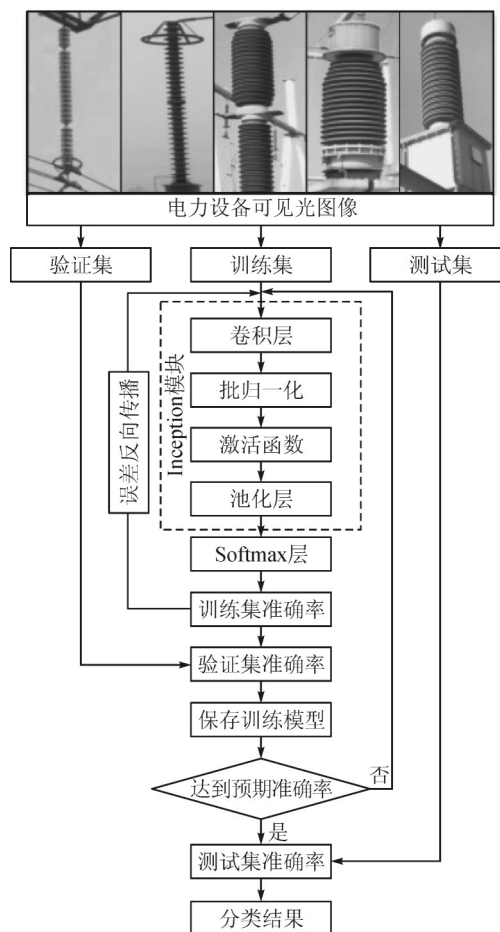 电力设备可见光图像
验证集
训练集
测试集
卷积层
批归一化
激活函数
池化层
Inception模块
误差反向传播
Softmax层
训练集准确率
验证集准确率
保存训练模型
达到预期准确率
否
是
测试集准确率
分类结果